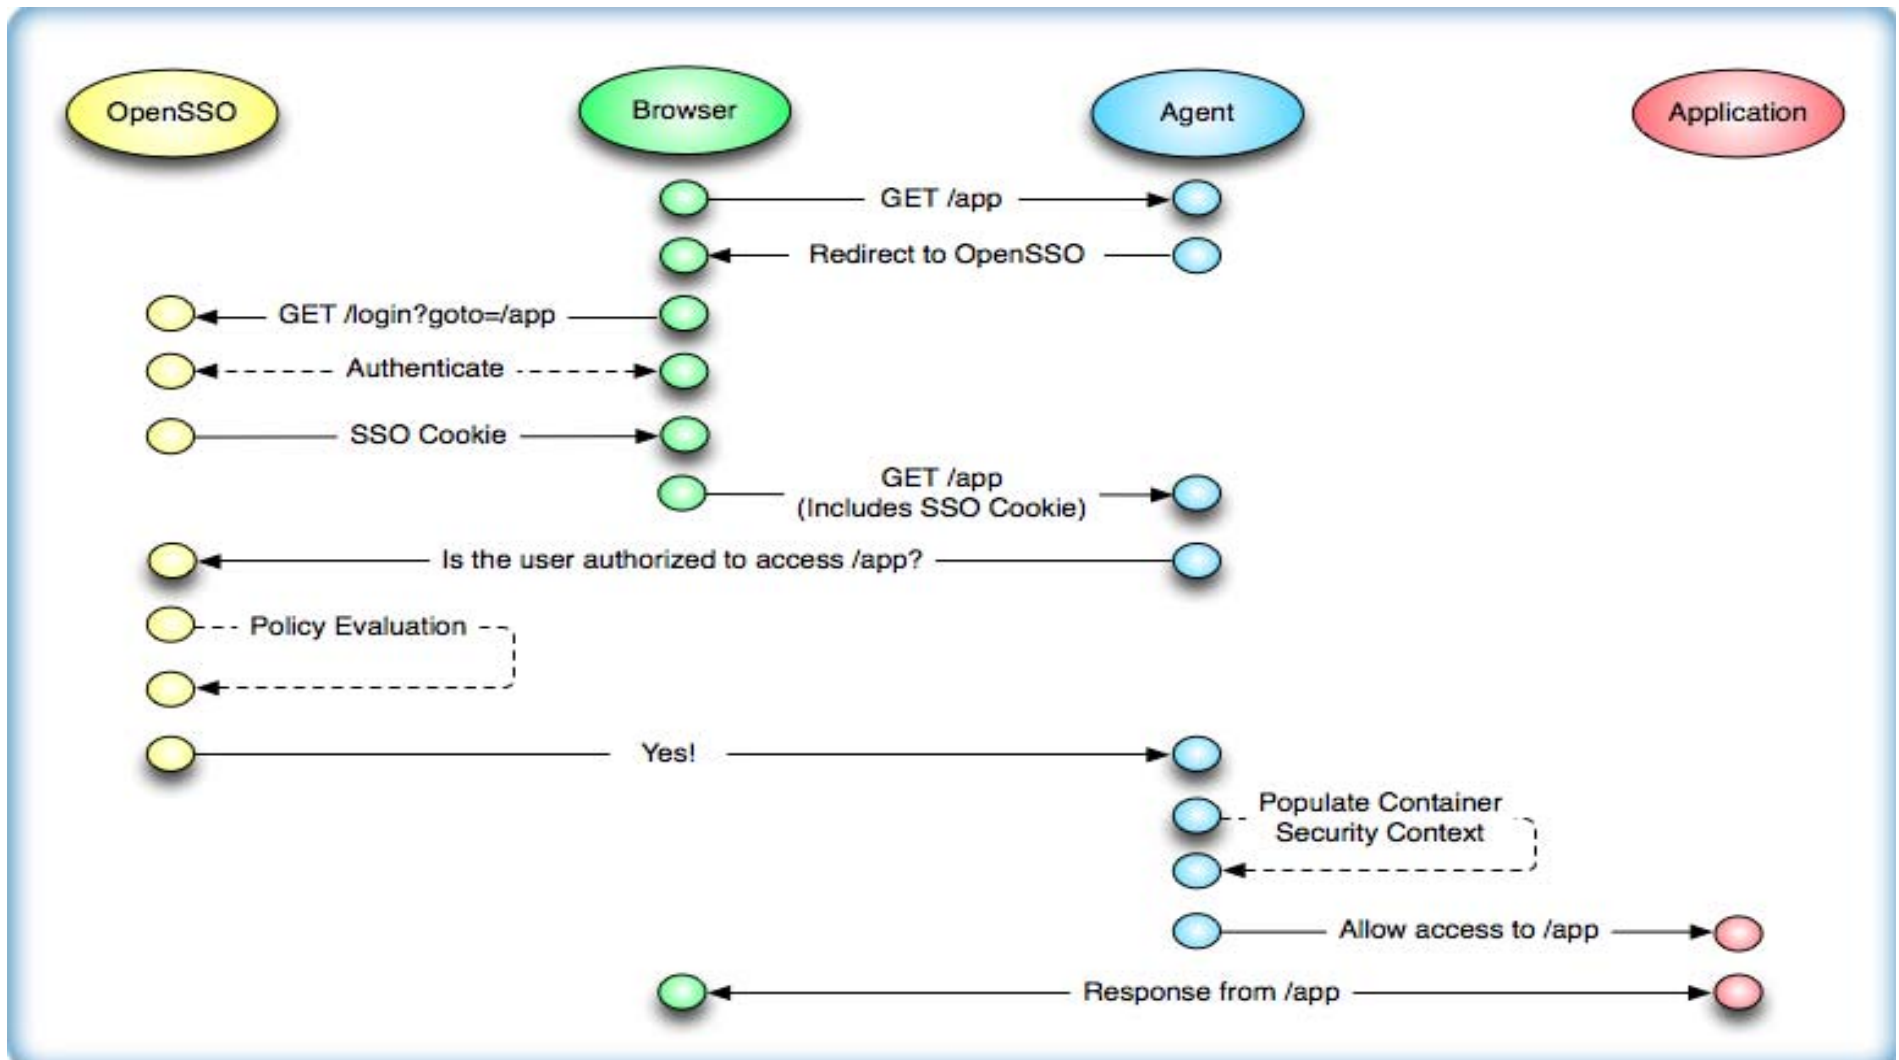 OpenSSO
Browser
Agent
Application
GET /app
Redirect to OpenSSO
GET /login?goto=/app
Authenticate
SSO Cookie
GET /app
(Includes SSO Cookie)
Is the user authorized to access /app?
Policy Evaluation
Yes!
Populate Container
Security Context
Allow access to /app
Response from /app